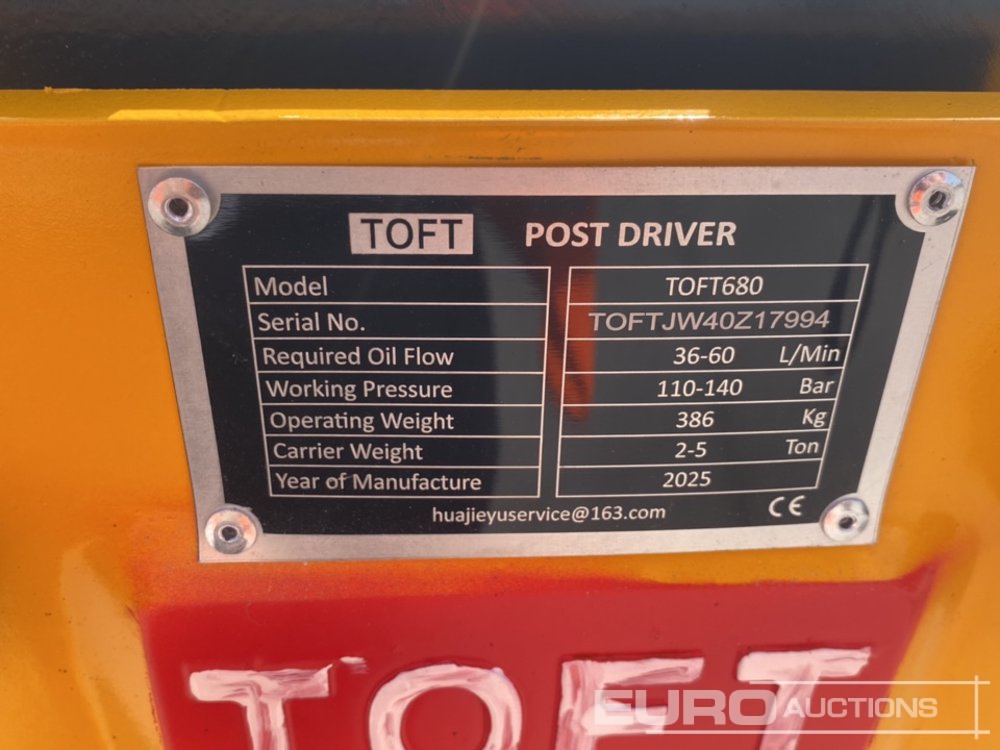 TOFT POST DRIVER
Model TOFT680
Serial No. TOFTJW40Z17994
Required Oil Flow 36-60 L/Min
Working Pressure 110-140 Bar
Operating Weight 386 Kg
Carrier Weight 2-5 Ton
Year of Manufacture 2025
huajieyuservice@163.com CE
TOFT
EURO AUCTIONS